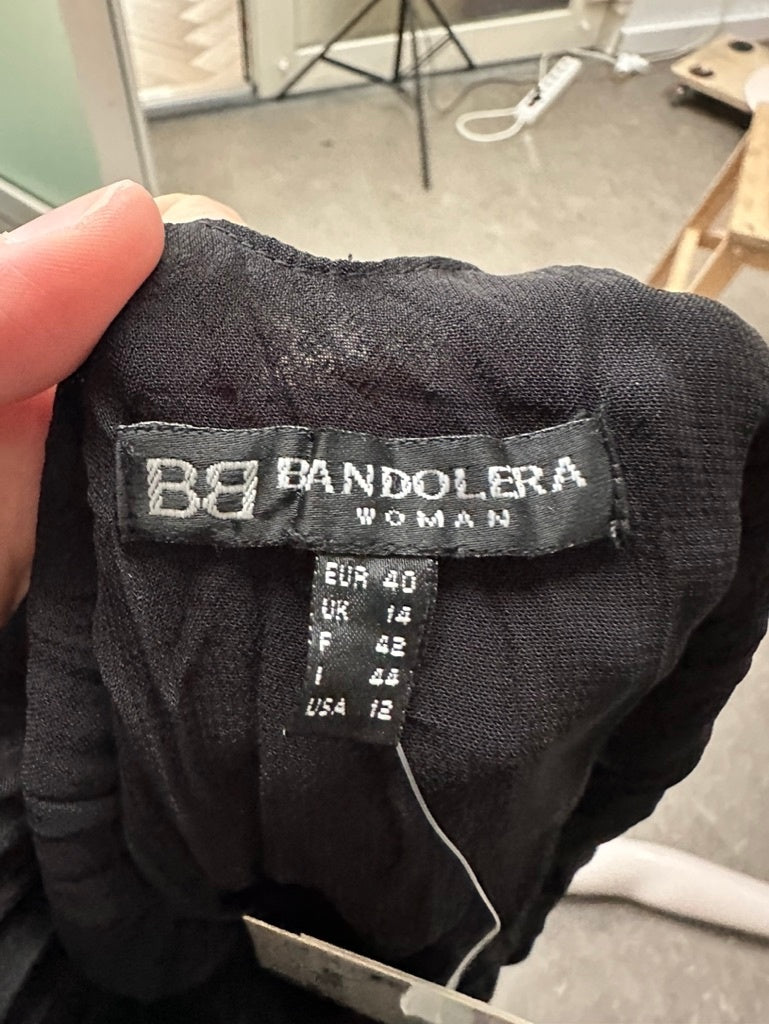 BB BANDOLERA
WOMAN
EUR 40
UK 14
F 42
I 44
USA 12